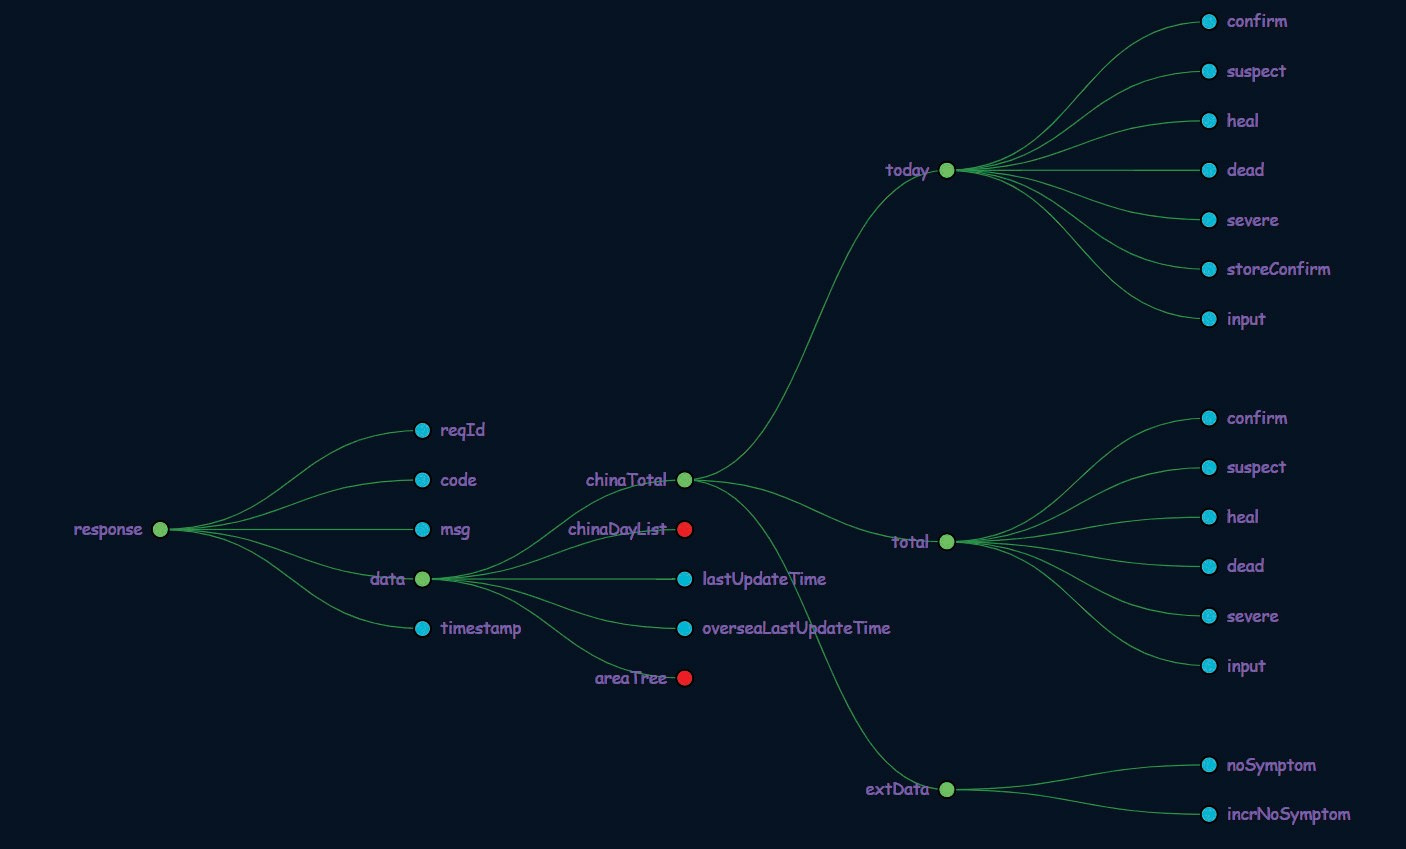 confirm
suspect
heal
today
dead
severe
storeConfirm
input
confirm
reqId
suspect
code
chinaTotal
heal
response
msg
chinaDayList
total
dead
data
lastUpdateTime
severe
timestamp
overseaLastUpdateTime
input
areaTree
noSymptom
extData
incrNoSymptom